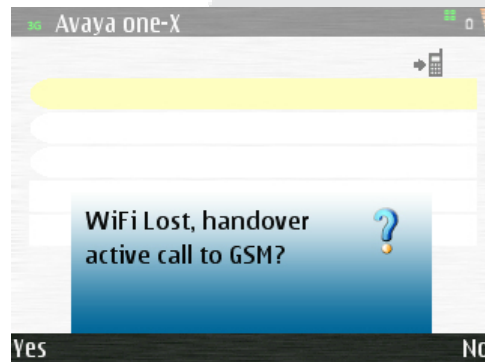 3G Avaya one-X
WiFi Lost, handover
active call to GSM?
Yes No